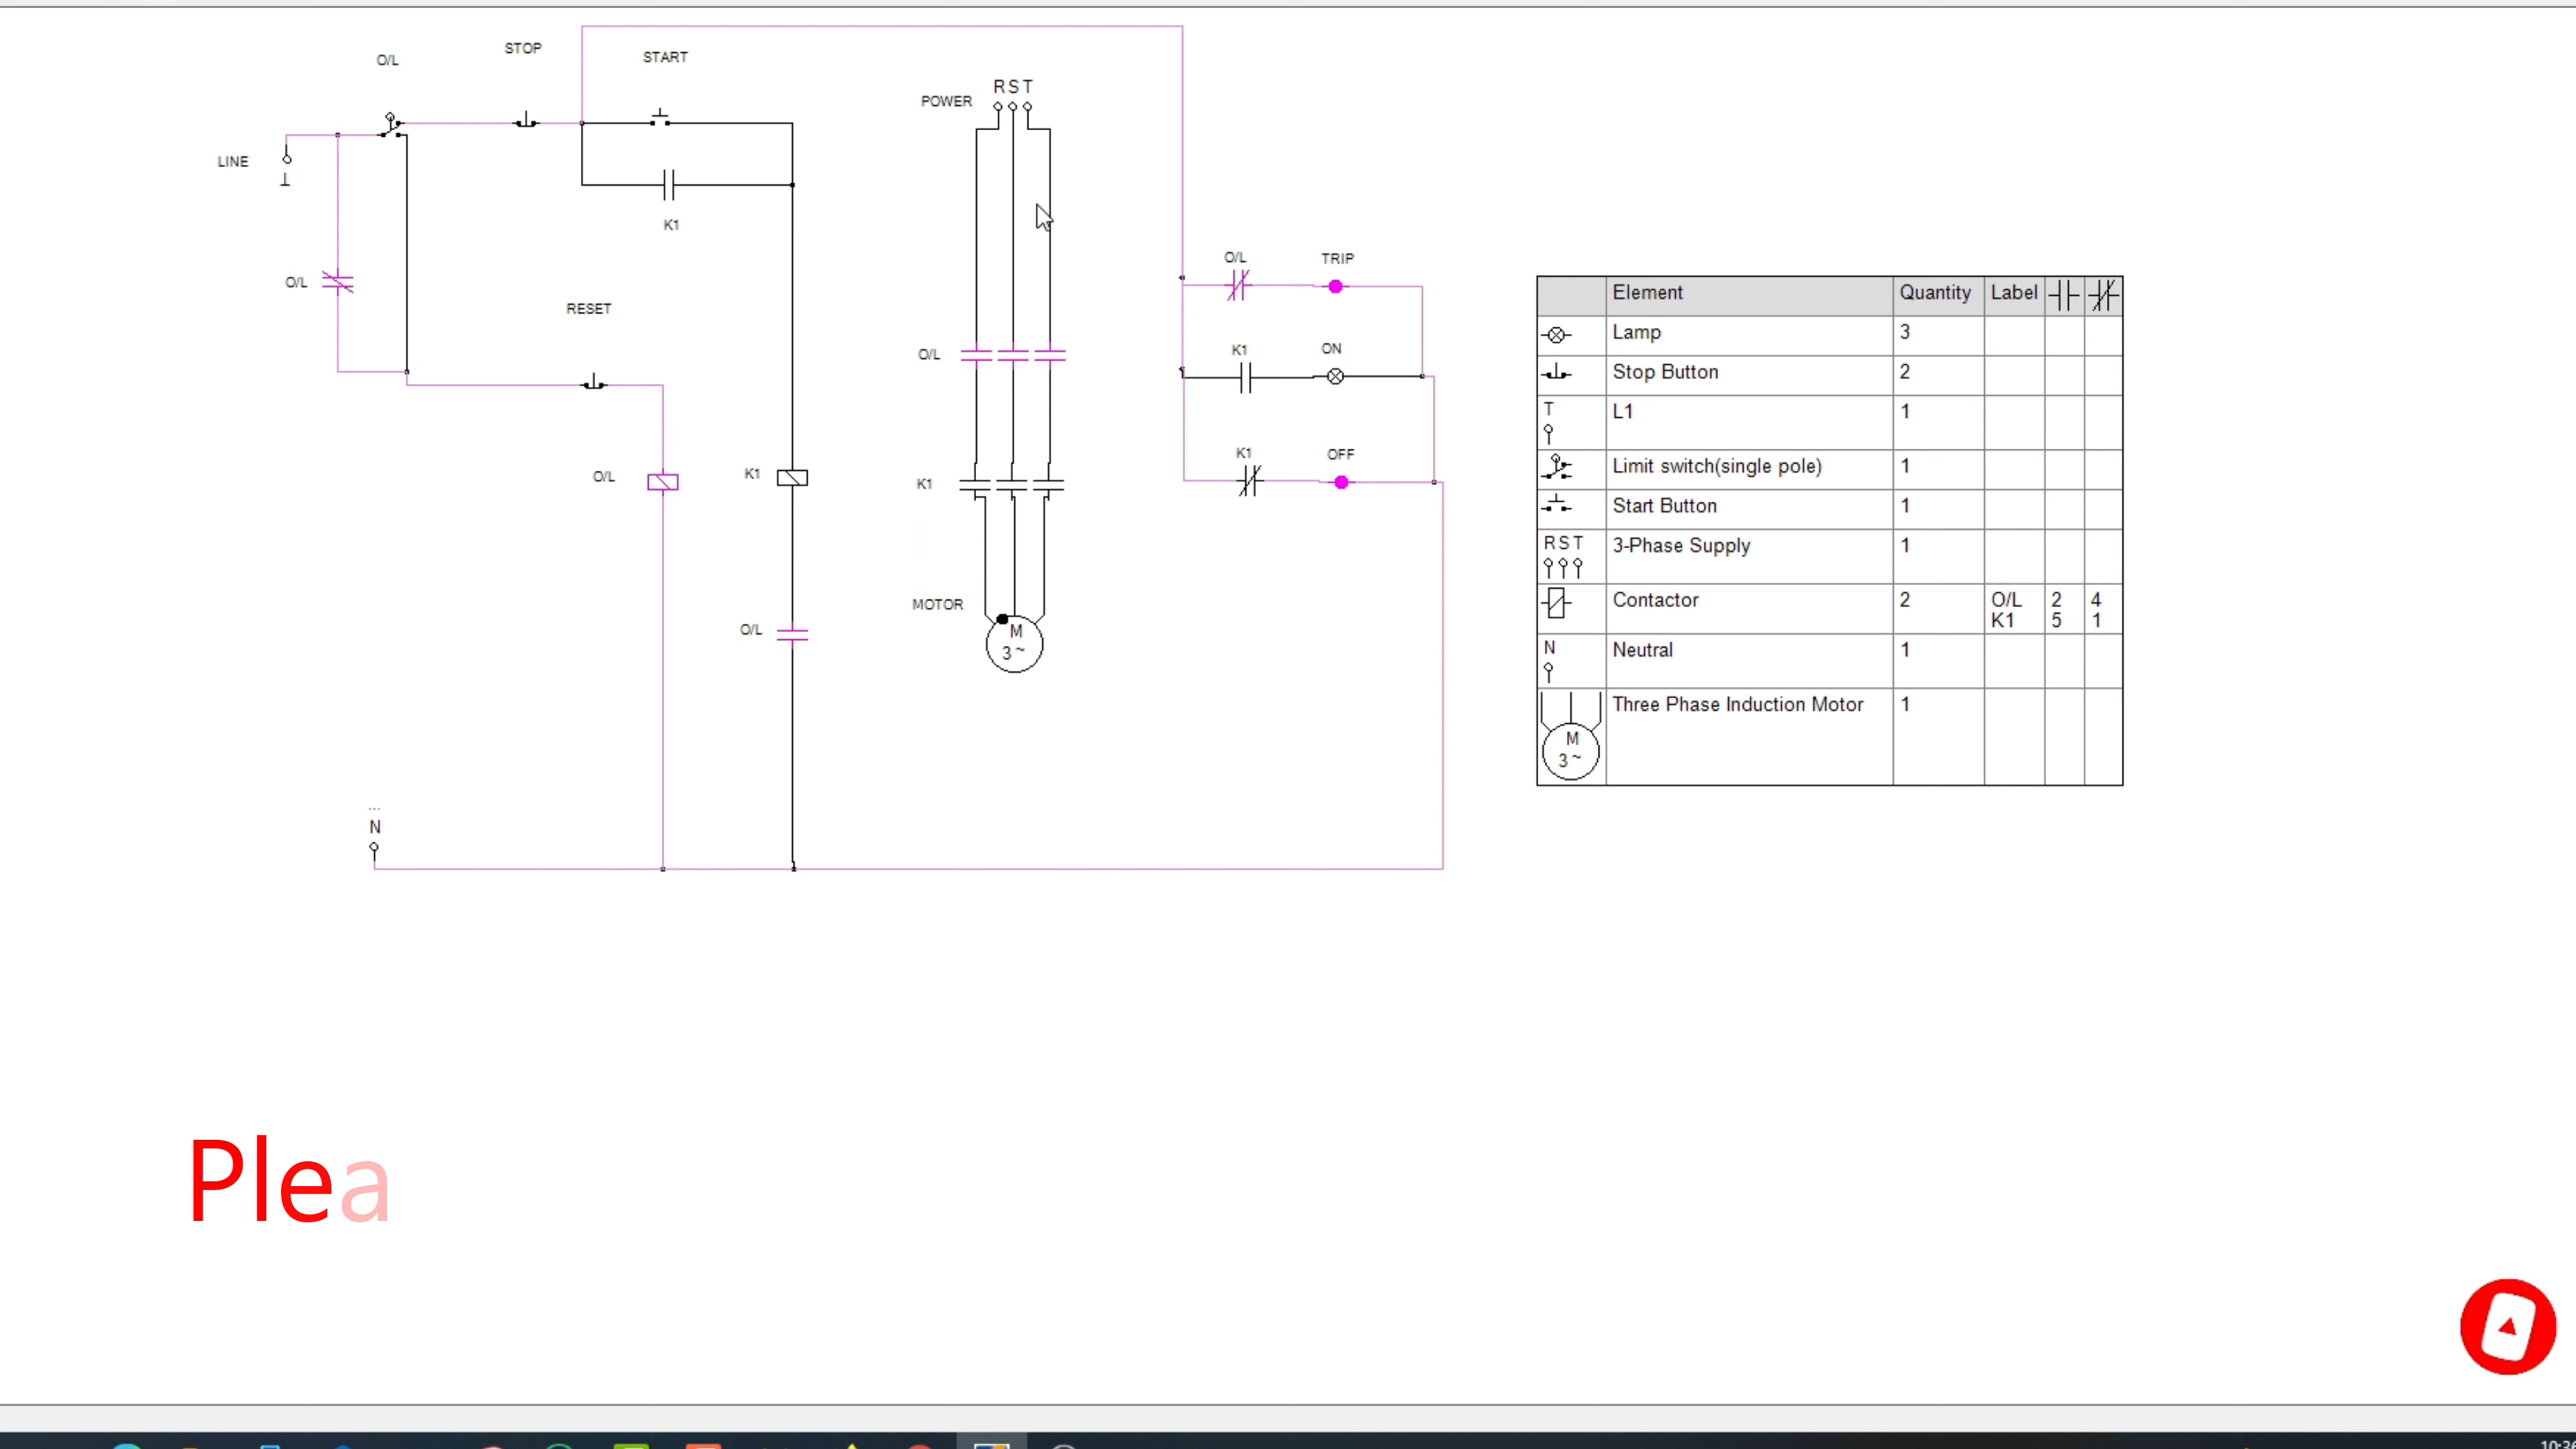 O/L
STOP
START
LINE
L
K1
O/L
RESET
O/L
K1
O/L
...
N
POWER
R S T
O/L
K1
MOTOR
M
3 ~
O/L TRIP
K1 ON
K1 OFF
Element Quantity Label
Lamp 3
Stop Button 2
T L1 1
Limit switch(single pole) 1
Start Button 1
R S T 3-Phase Supply 1
Contactor 2 O/L 2 4
K1 5 1
N Neutral 1
Three Phase Induction Motor 1
M
3 ~
Plea